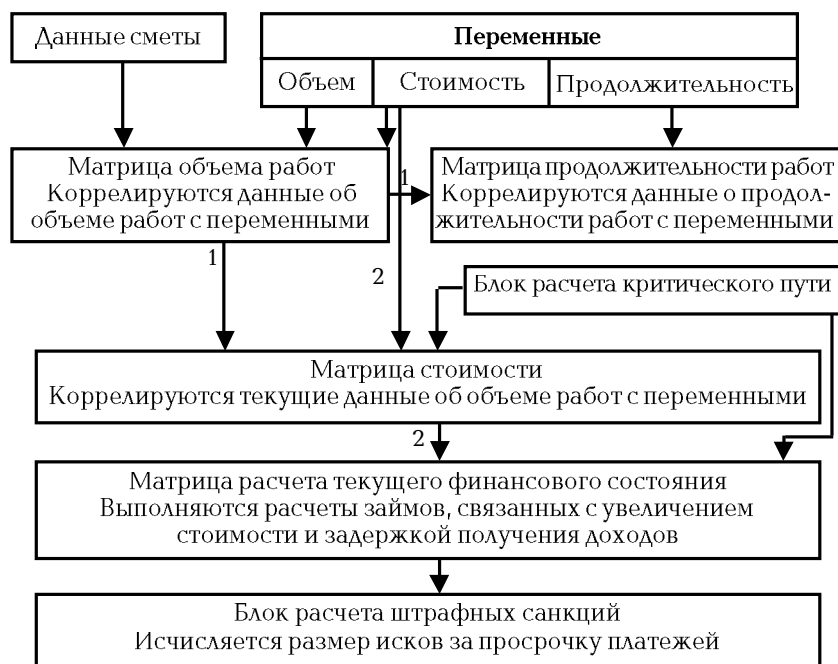 Данные сметы
Переменные
Объем
Стоимость
Продолжительность
Матрица объема работ
Коррелируются данные об
объеме работ с переменными
1
Матрица продолжительности работ
Коррелируются данные о продол-
жительности работ с переменными
1
2
Блок расчета критического пути
Матрица стоимости
Коррелируются текущие данные об объеме работ с переменными
2
Матрица расчета текущего финансового состояния
Выполняются расчеты займов, связанных с увеличением
стоимости и задержкой получения доходов
Блок расчета штрафных санкций
Исчисляется размер исков за просрочку платежей